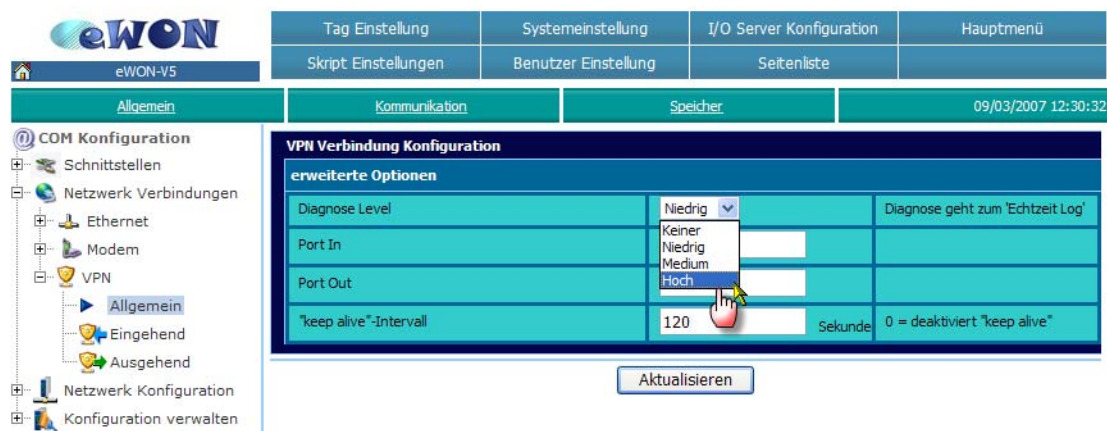 eWON
eWON-V5
Tag Einstellung
Systemeinstellung
I/O Server Konfiguration
Hauptmenü
Skript Einstellungen
Benutzer Einstellung
Seitenliste
Allgemein
Kommunikation
Speicher
09/03/2007 12:30:32
COM Konfiguration
Schnittstellen
Netzwerk Verbindungen
Ethernet
Modem
VPN
Allgemein
Eingehend
Ausgehend
Netzwerk Konfiguration
Konfiguration verwalten
VPN Verbindung Konfiguration
erweiterte Optionen
Diagnose Level
Niedrig
Diagnose geht zum 'Echtzeit Log'
Keiner
Niedrig
Medium
Hoch
Port In
Port Out
"keep alive"-Intervall
120
Sekunde
0 = deaktiviert "keep alive"
Aktualisieren